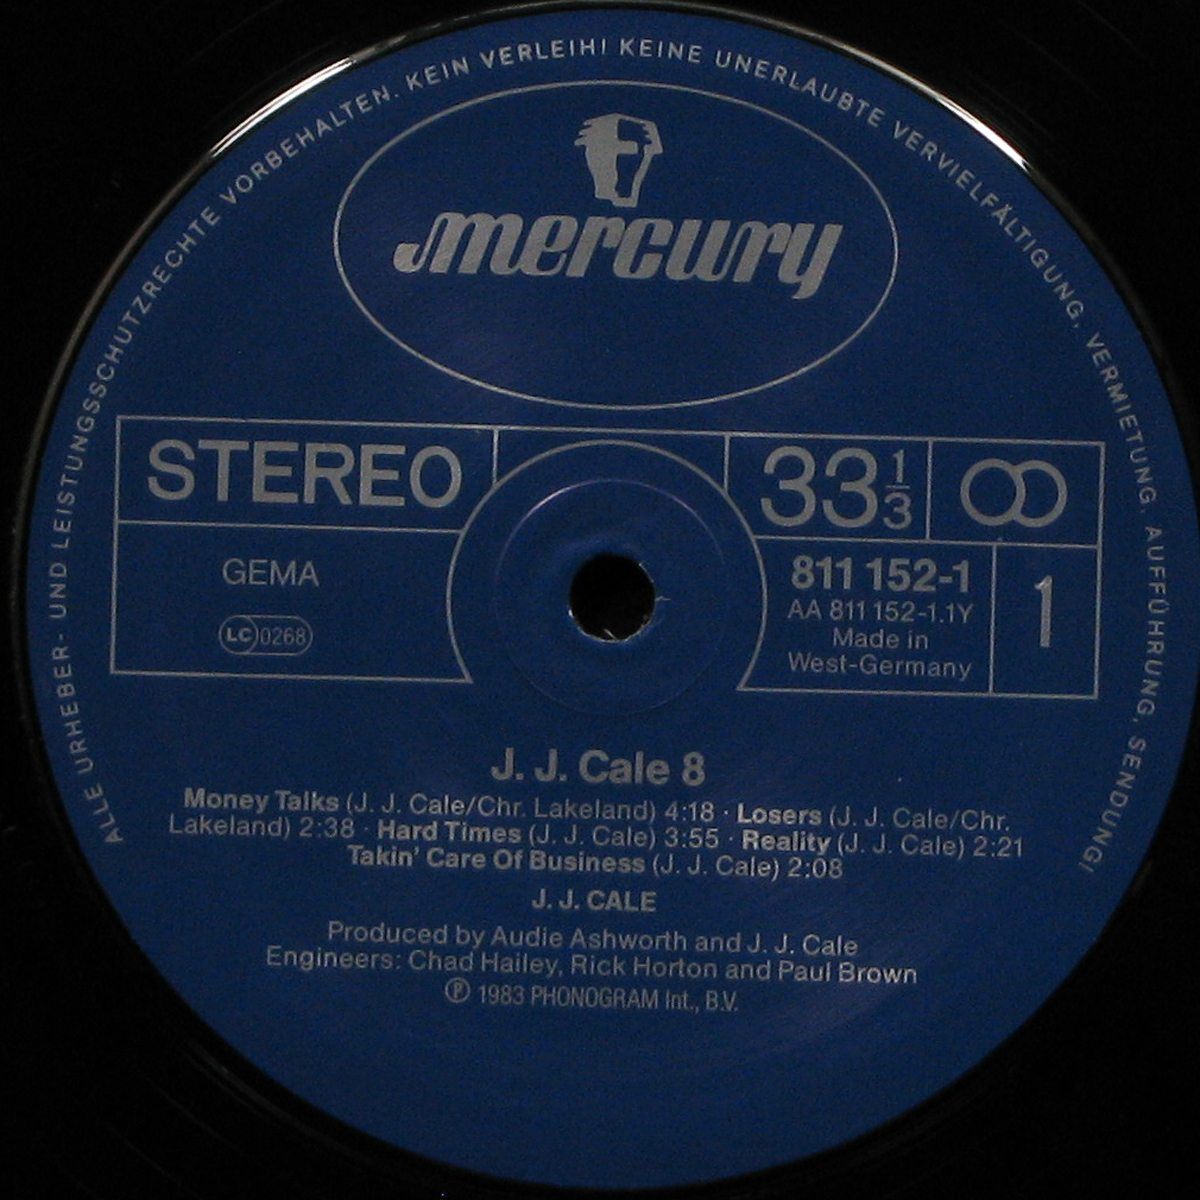 ALLE URHEBER- UND LEISTUNGSSCHUTZRECHTE VORBEHALTEN. KEIN VERLEIH! KEINE UNERLAUBTE VERVIELFÄLTIGUNG, VERMIETUNG, AUFFÜHRUNG, SENDUNG!
mercury
STEREO
33 1/3
GEMA
LC 0268
811 152-1
AA 811 152-1.1Y
Made in
West-Germany
1
J. J. Cale 8
Money Talks (J. J. Cale/Chr. Lakeland) 4:18 · Losers (J. J. Cale/Chr.
Lakeland) 2:38 · Hard Times (J. J. Cale) 3:55 · Reality (J. J. Cale) 2:21
Takin' Care Of Business (J. J. Cale) 2:08
J. J. CALE
Produced by Audie Ashworth and J. J. Cale
Engineers: Chad Hailey, Rick Horton and Paul Brown
℗ 1983 PHONOGRAM Int., B.V.